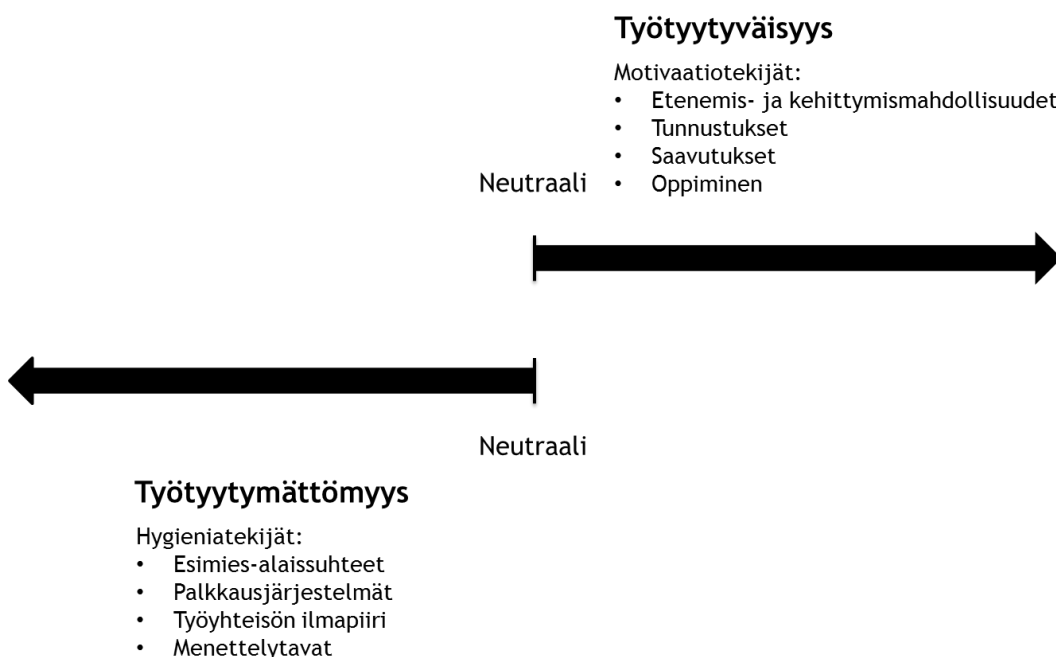 Työtyytyväisyys
Motivaatiotekijät:
• Etenemis- ja kehittymismahdollisuudet
• Tunnustukset
• Saavutukset
• Oppiminen
Neutraali
Neutraali
Työtyytymättömyys
Hygieniatekijät:
• Esimies-alaissuhteet
• Palkkausjärjestelmät
• Työyhteisön ilmapiiri
• Menettelytavat